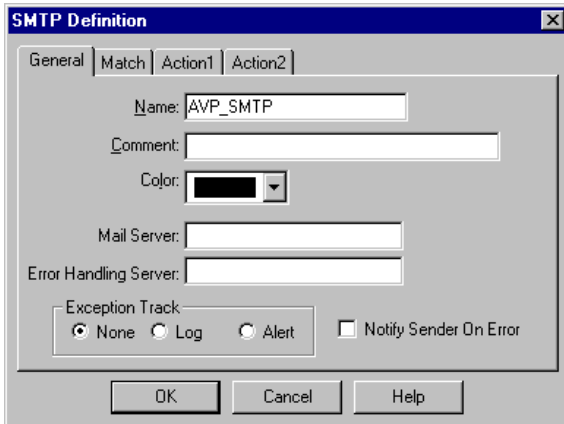 SMTP Definition
General Match Action1 Action2
Name: AVP_SMTP
Comment:
Color:
Mail Server:
Error Handling Server:
Exception Track
None Log Alert Notify Sender On Error
OK Cancel Help